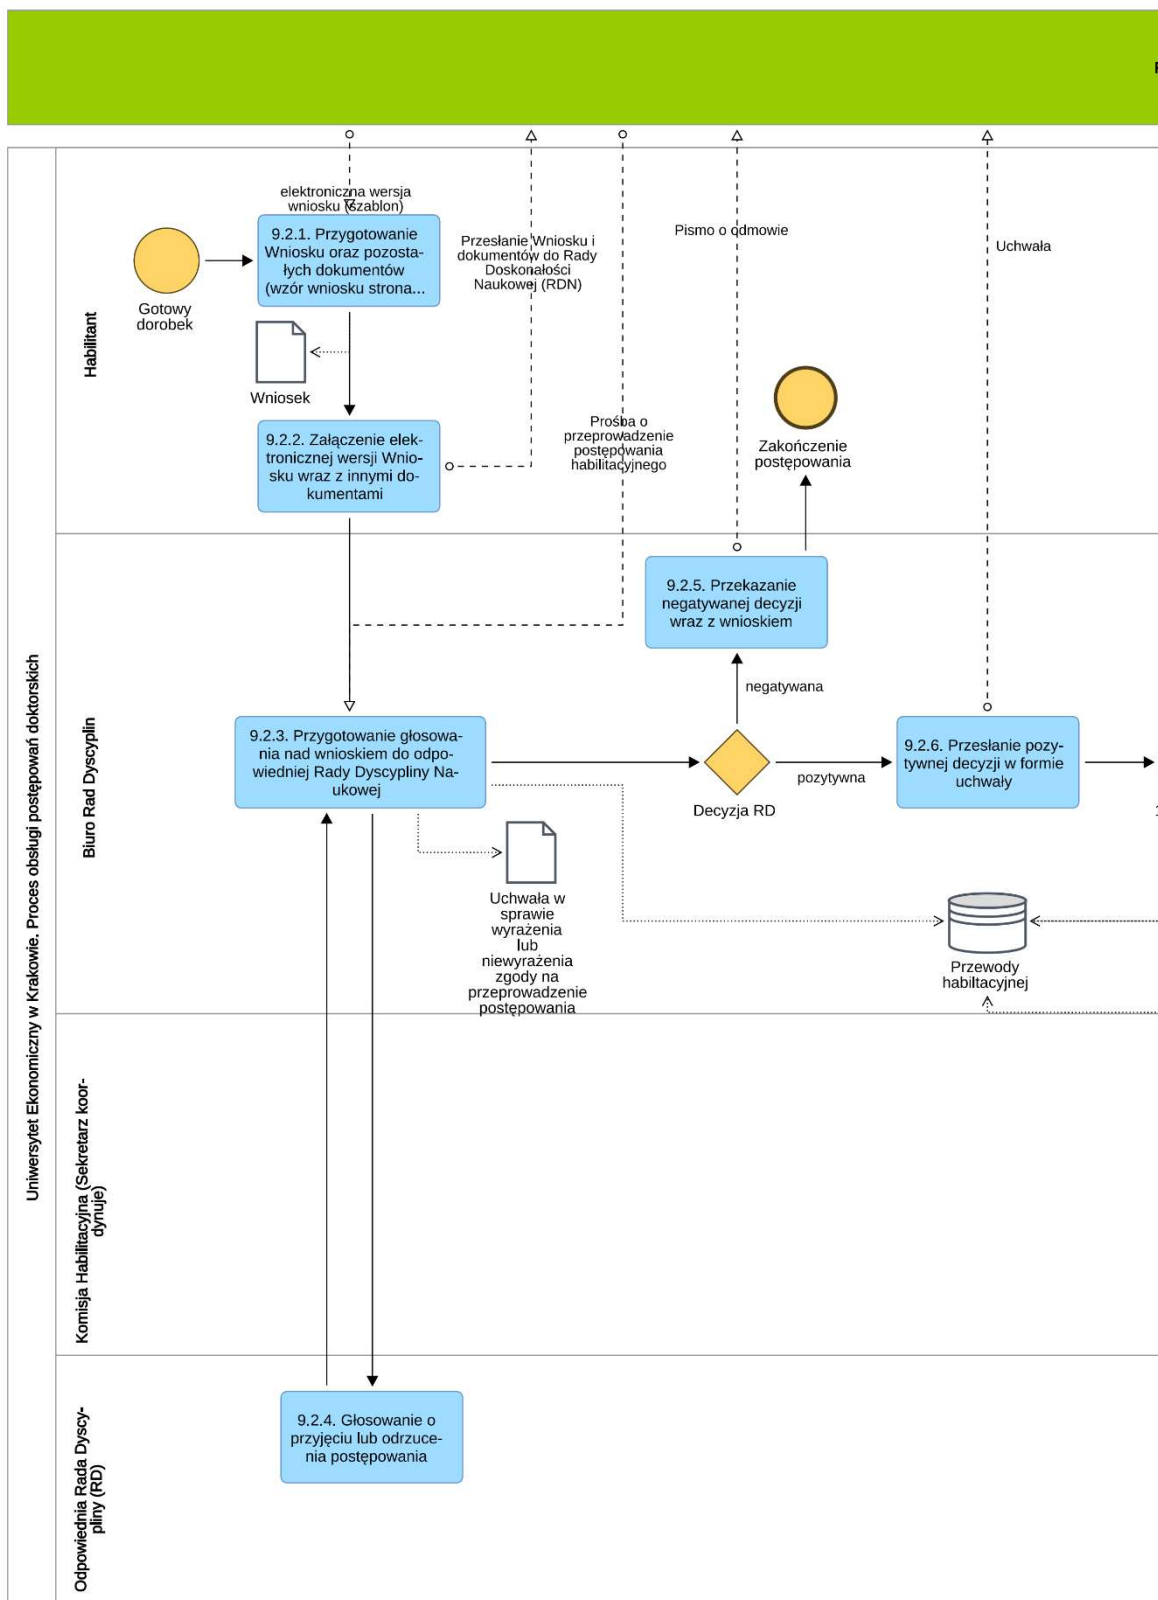 elektroniczna wersja
wniosku (szablon)
9.2.1. Przygotowanie
Wniosku oraz pozosta-
łych dokumentów
(wzór wniosku strona...
Gotowy
dorobek
Wniosek
9.2.2. Załączenie elek-
tronicznej wersji Wnio-
sku wraz z innymi do-
kumentami
Przesłanie Wniosku i
dokumentów do Rady
Doskonałości
Naukowej (RDN)
Prośba o
przeprowadzenie
postępowania
habilitacyjnego
Pismo o odmowie
Uchwała
Zakończenie
postępowania
Habilitant
Uniwersytet Ekonomiczny w Krakowie. Proces obsługi postępowań doktorskich
Biuro Rad Dyscyplin
9.2.5. Przekazanie
negatywanej decyzji
wraz z wnioskiem
negatywana
9.2.3. Przygotowanie głosowa-
nia nad wnioskiem do odpo-
wiedniej Rady Dyscypliny Na-
ukowej
Decyzja RD
pozytywna
9.2.6. Przesłanie pozy-
tywnej decyzji w formie
uchwały
Uchwała w
sprawie
wyrażenia
lub
niewyrażenia
zgody na
przeprowadzenie
postępowania
Przewody
habiltacyjnej
Komisja Habilitacyjna (Sekretarz koor-
dynuje)
Odpowiednia Rada Dyscy-
pliny (RD)
9.2.4. Głosowanie o
przyjęciu lub odrzuce-
nia postępowania